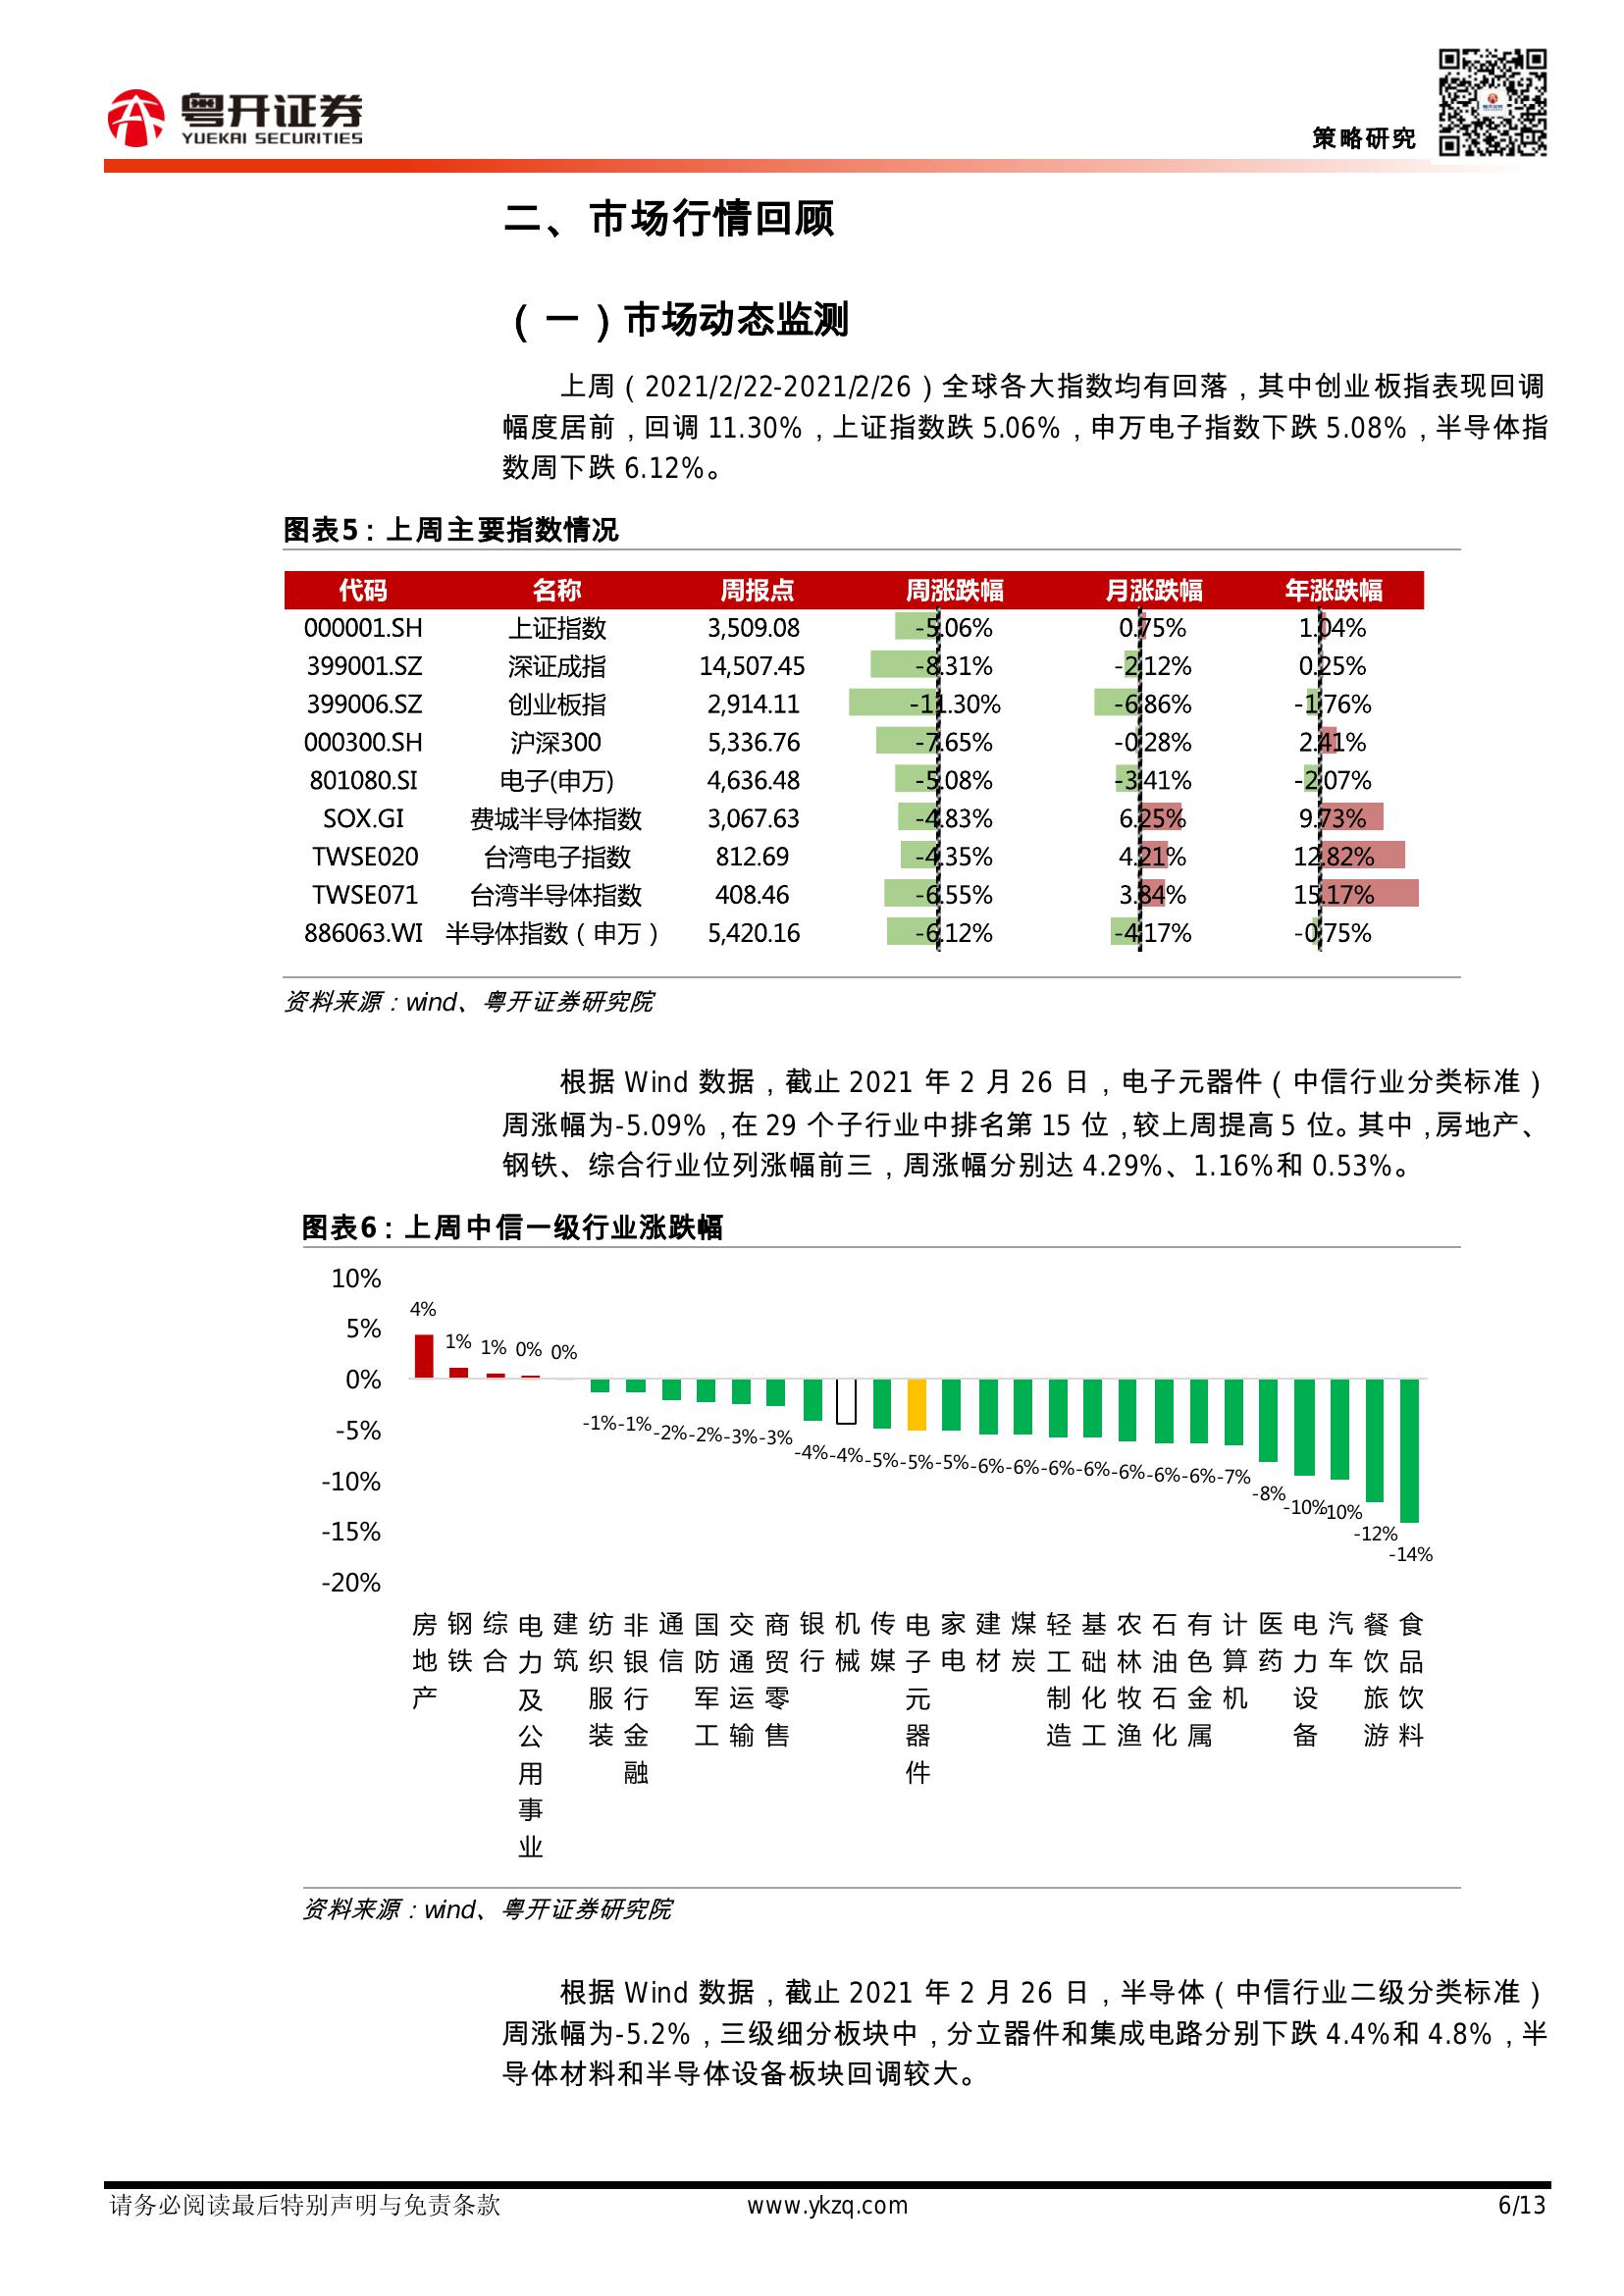 粤开证券
YUEKAI SECURITIES
策略研究
二、市场行情回顾
（一）市场动态监测
上周（2021/2/22-2021/2/26）全球各大指数均有回落，其中创业板指表现回调
幅度居前，回调 11.30%，上证指数跌 5.06%，申万电子指数下跌 5.08%，半导体指
数周下跌 6.12%。
图表5：上周主要指数情况
代码 名称 周报点 周涨跌幅 月涨跌幅 年涨跌幅
000001.SH 上证指数 3,509.08 -5.06% 0.75% 1.04%
399001.SZ 深证成指 14,507.45 -8.31% -2.12% 0.25%
399006.SZ 创业板指 2,914.11 -11.30% -6.86% -1.76%
000300.SH 沪深300 5,336.76 -7.65% -0.28% 2.41%
801080.SI 电子(申万) 4,636.48 -5.08% -3.41% -2.07%
SOX.GI 费城半导体指数 3,067.63 -4.83% 6.25% 9.73%
TWSE020 台湾电子指数 812.69 -4.35% 4.21% 12.82%
TWSE071 台湾半导体指数 408.46 -6.55% 3.84% 15.17%
886063.WI 半导体指数（申万） 5,420.16 -6.12% -4.17% -0.75%
资料来源：wind、粤开证券研究院
根据 Wind 数据，截止 2021 年 2 月 26 日，电子元器件（中信行业分类标准）
周涨幅为-5.09%，在 29 个子行业中排名第 15 位，较上周提高 5 位。其中，房地产、
钢铁、综合行业位列涨幅前三，周涨幅分别达 4.29%、1.16%和 0.53%。
图表6：上周中信一级行业涨跌幅
10%
5%
0%
-5%
-10%
-15%
-20%
4% 1% 1% 0% 0% -1% -1% -2% -2% -3% -3% -4% -4% -5% -5% -5% -6% -6% -6% -6% -6% -6% -6% -7% -8% -10% -10% -12% -14%
房地产 钢铁 综合 电力及公用事业 建筑 纺织服装 非银行金融 通信 国防军工 交通运输 商贸零售 银行 机械 传媒 电子元器件 家电 建材 煤炭 轻工制造 基础化工 农林牧渔 石油石化 有色金属 计算机 医药 电力设备 汽车 餐饮旅游 食品饮料
资料来源：wind、粤开证券研究院
根据 Wind 数据，截止 2021 年 2 月 26 日，半导体（中信行业二级分类标准）
周涨幅为-5.2%，三级细分板块中，分立器件和集成电路分别下跌 4.4%和 4.8%，半
导体材料和半导体设备板块回调较大。
请务必阅读最后特别声明与免责条款
www.ykzq.com
6/13